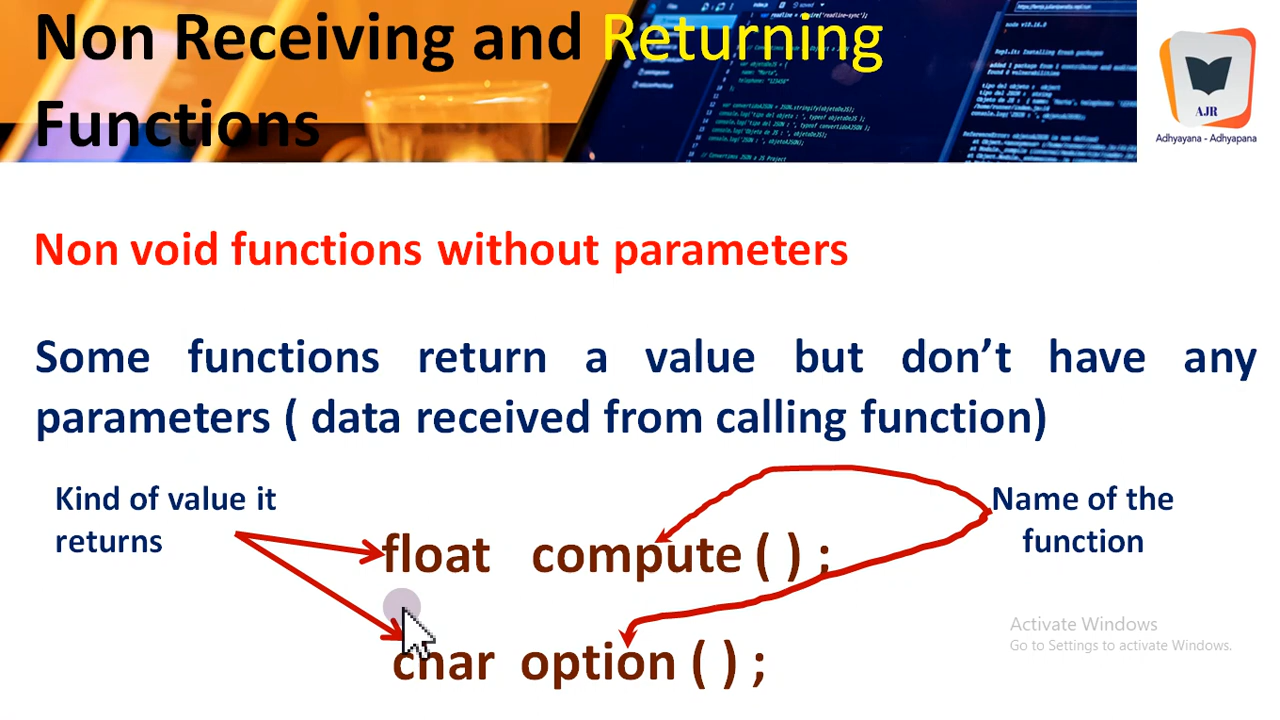 Non Receiving and Returning
Functions
AJR
Adhyayana - Adhyapana
Non void functions without parameters
Some functions return a value but don't have any
parameters ( data received from calling function)
Kind of value it
returns
Name of the
function
float compute ( ) ;
char option ( ) ;
Activate Windows
Go to Settings to activate Windows.